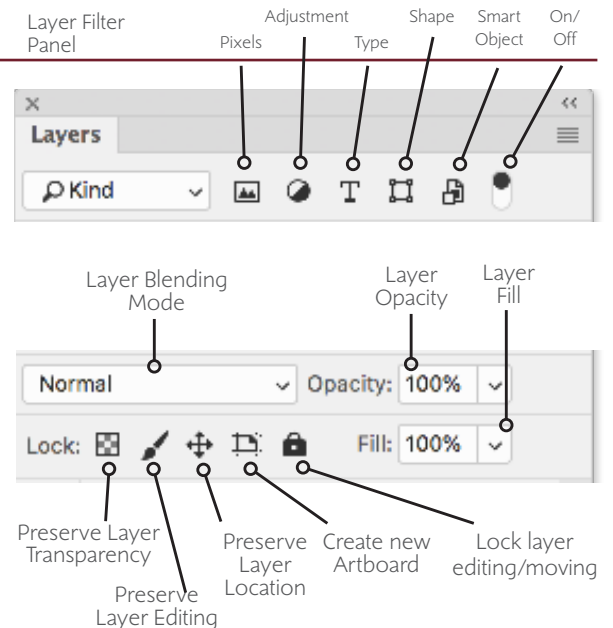 Layer Filter
Panel
Pixels
Adjustment
Type
Shape
Smart
Object
On/
Off
Layers
Kind
Layer Blending
Mode
Layer
Opacity
Layer
Fill
Normal
Opacity: 100%
Lock:
Fill: 100%
Preserve Layer
Transparency
Preserve
Layer Editing
Preserve
Layer
Location
Create new
Artboard
Lock layer
editing/moving